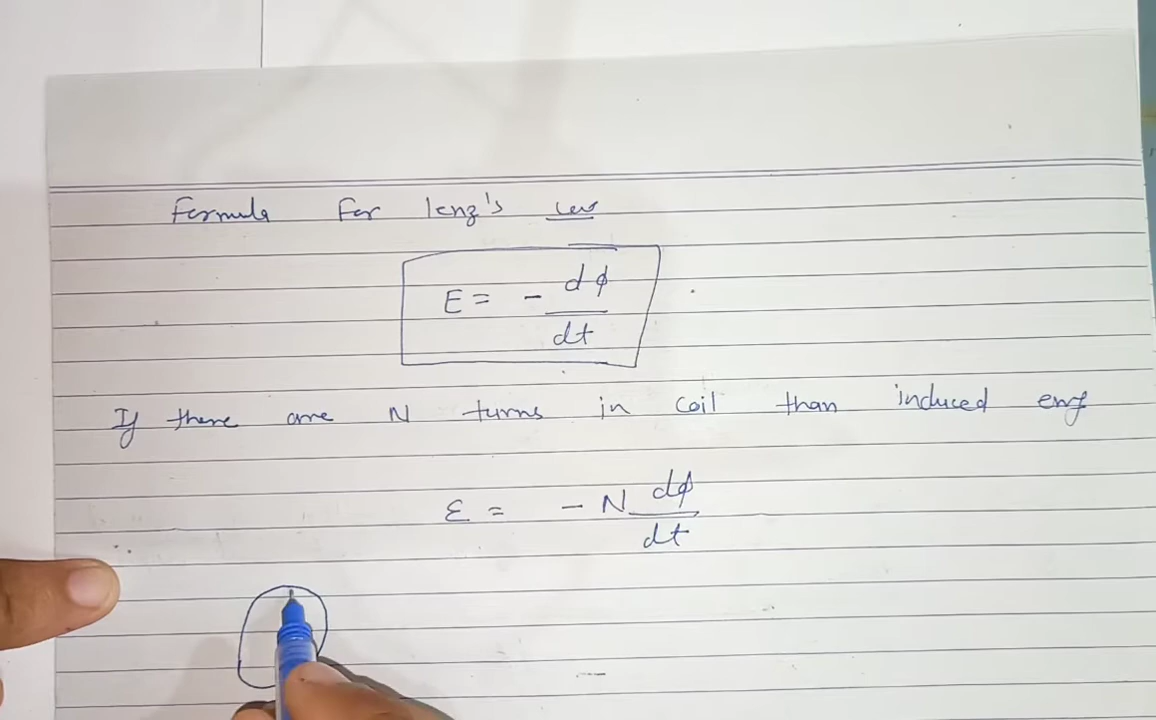 Formula For lenz's law
E = - dφ/dt
If there are N turns in coil than induced emf
ε = - N dφ/dt